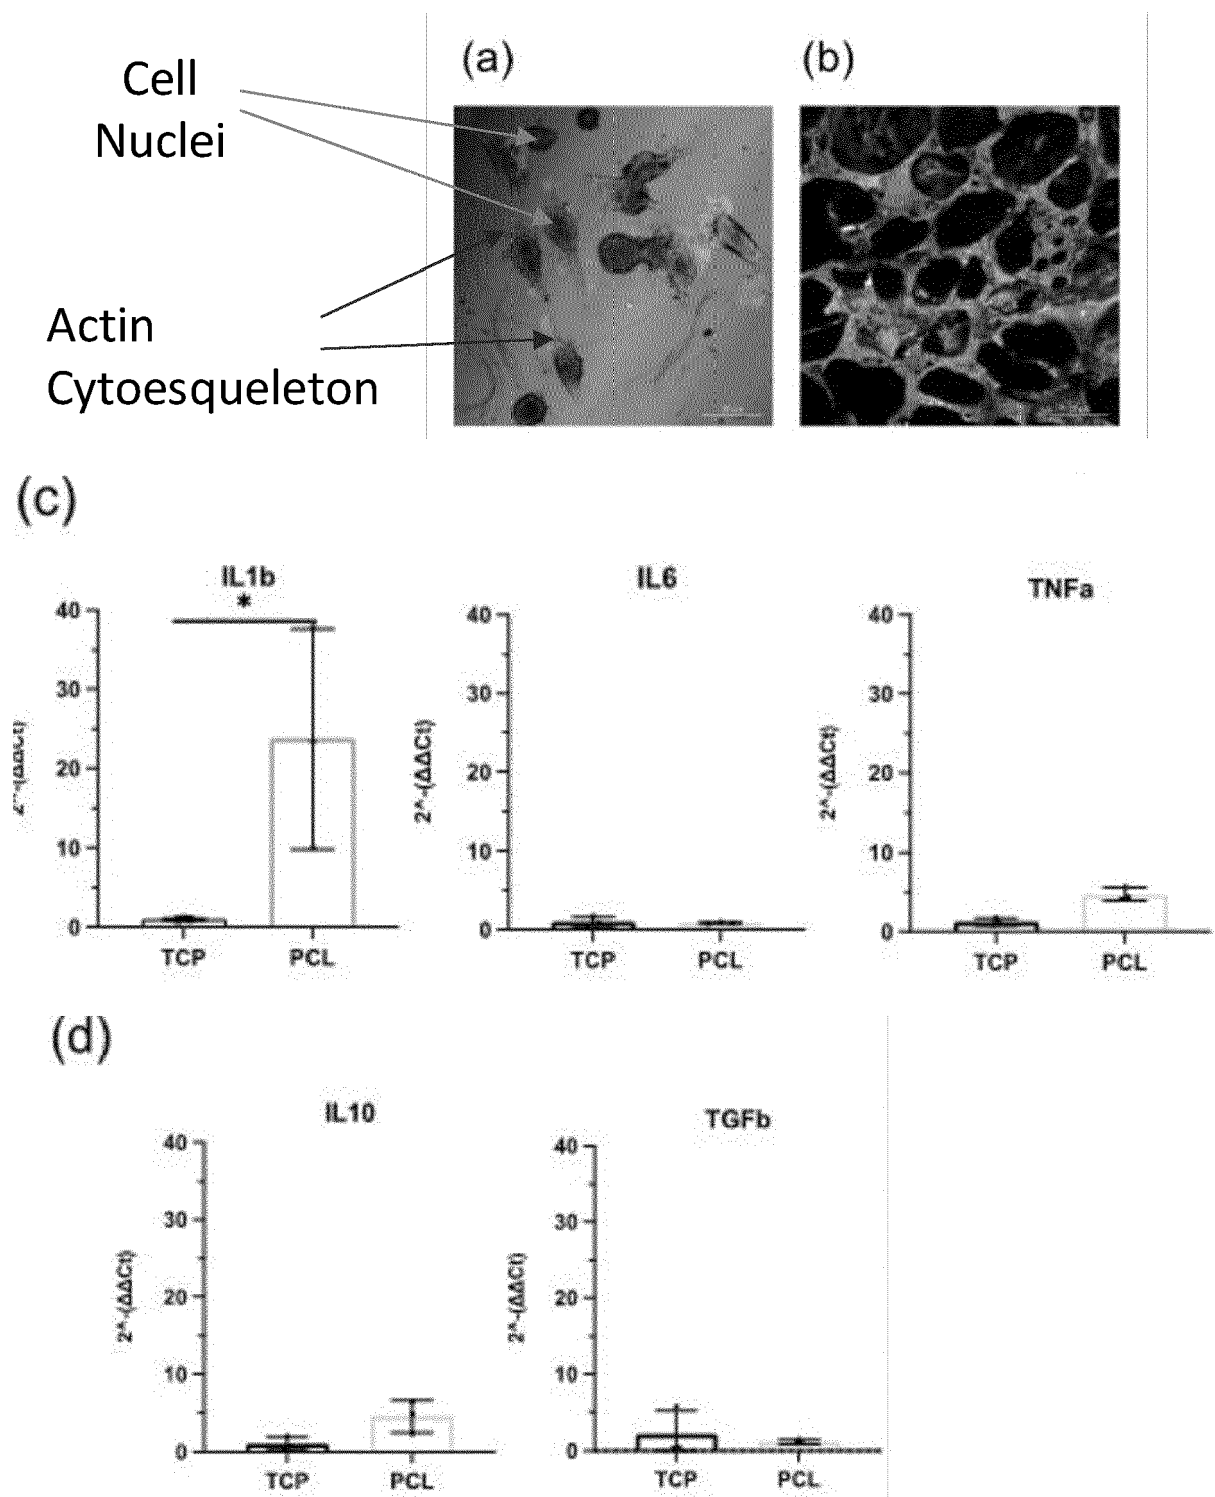 (a)
(b)
Cell
Nuclei
Actin
Cytoesqueleton
(c)
IL1b
*
40
30
20
10
0
TCP
PCL
IL6
2^-(ΔΔCt)
40
30
20
10
0
TCP
PCL
TNFa
2^-(ΔΔCt)
40
30
20
10
0
TCP
PCL
(d)
IL10
2^-(ΔΔCt)
40
30
20
10
0
TCP
PCL
TGFb
2^-(ΔΔCt)
40
30
20
10
0
TCP
PCL